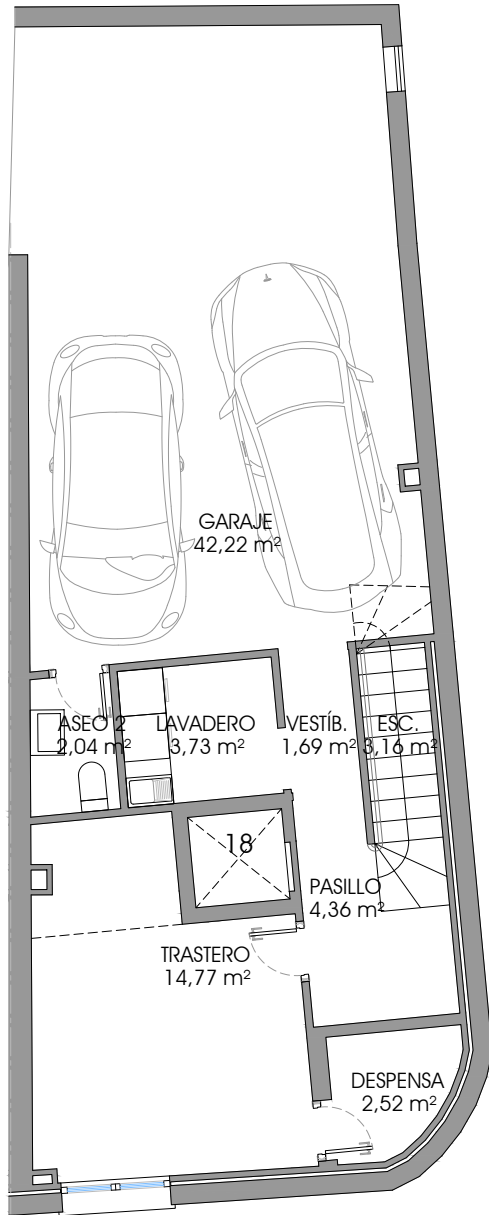 GARAJE
42,22 m²
ASEO 2
2,04 m²
LAVADERO
3,73 m²
VESTÍB.
1,69 m²
ESC.
3,16 m²
18
PASILLO
4,36 m²
TRASTERO
14,77 m²
DESPENSA
2,52 m²